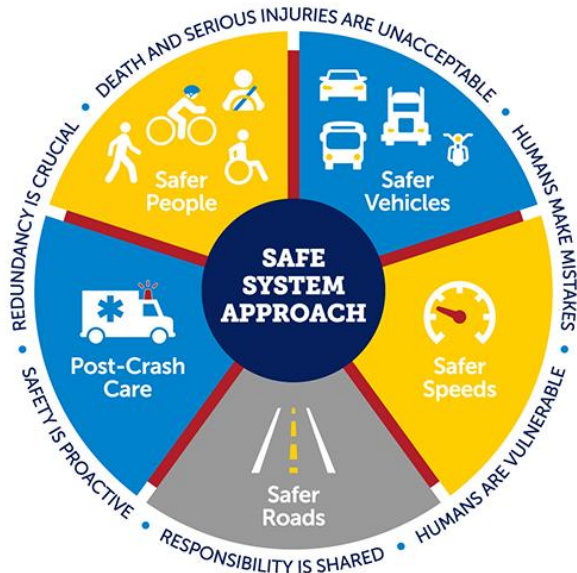 DEATH AND SERIOUS INJURIES ARE UNACCEPTABLE
HUMANS MAKE MISTAKES
HUMANS ARE VULNERABLE
RESPONSIBILITY IS SHARED
SAFETY IS PROACTIVE
REDUNDANCY IS CRUCIAL
Safer
People
Safer
Vehicles
SAFE
SYSTEM
APPROACH
Post-Crash
Care
Safer
Speeds
Safer
Roads